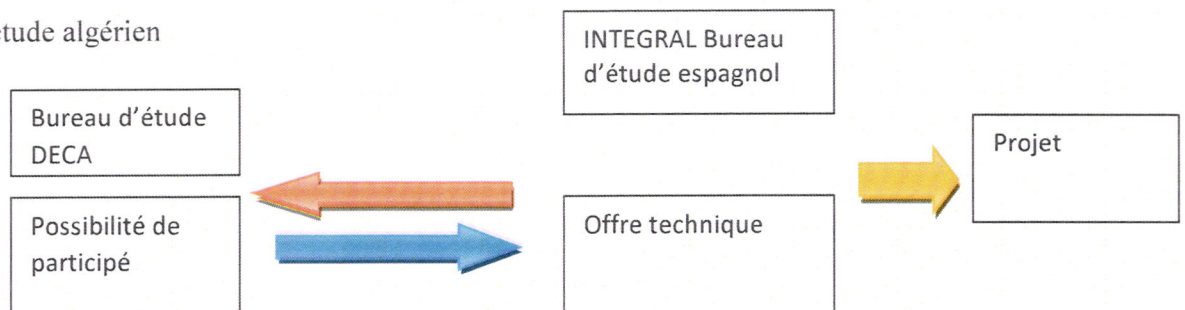 étude algérien
INTEGRAL Bureau
d'étude espagnol
Bureau d'étude
DECA
Projet
Possibilité de
participé
Offre technique